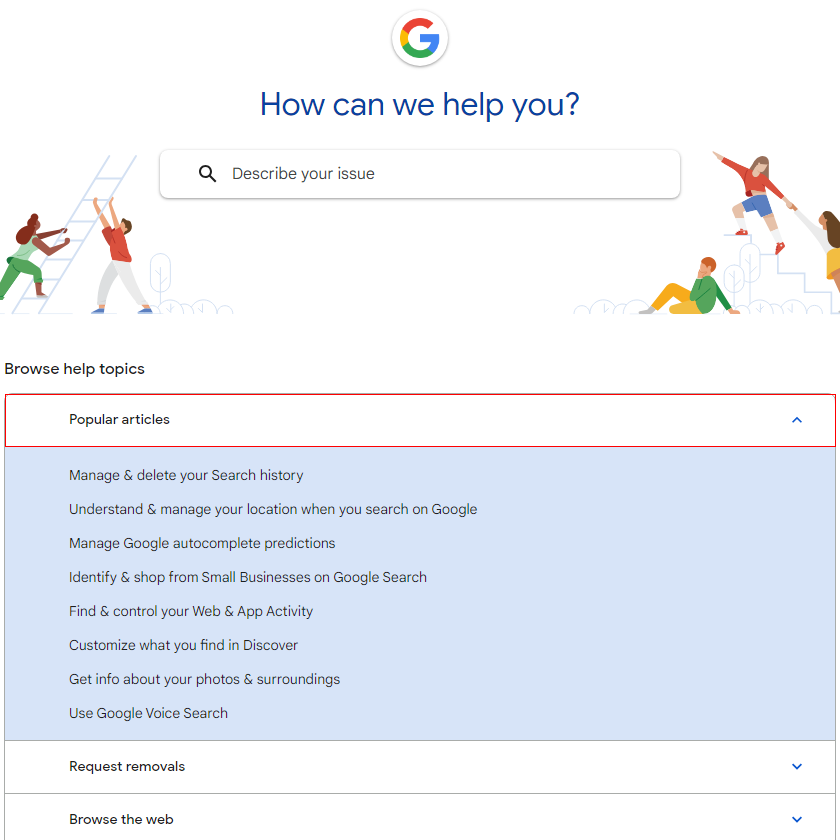 How can we help you?
Describe your issue
Browse help topics
Popular articles
Manage & delete your Search history
Understand & manage your location when you search on Google
Manage Google autocomplete predictions
Identify & shop from Small Businesses on Google Search
Find & control your Web & App Activity
Customize what you find in Discover
Get info about your photos & surroundings
Use Google Voice Search
Request removals
Browse the web